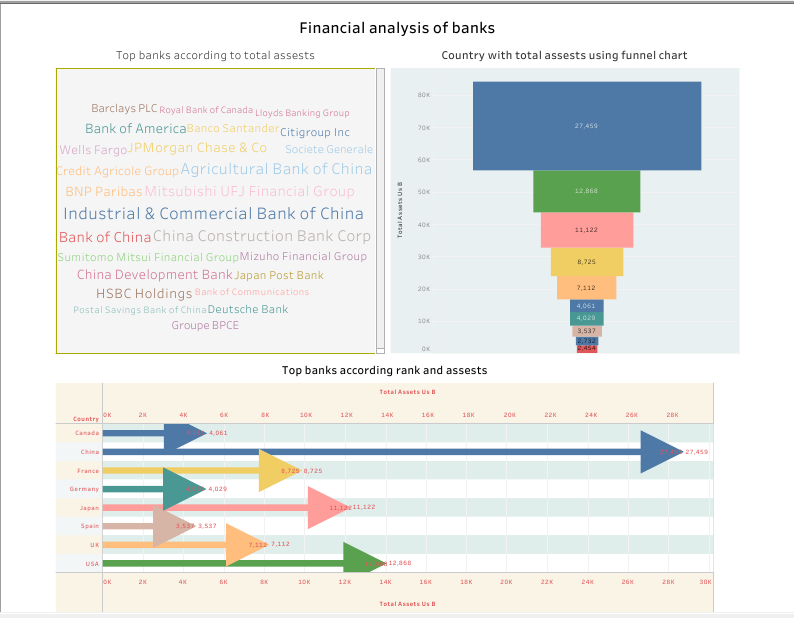 Financial analysis of banks
Top banks according to total assests
Barclays PLC Royal Bank of Canada Lloyds Banking Group
Bank of America Banco Santander Citigroup Inc
Wells Fargo JPMorgan Chase & Co Societe Generale
Credit Agricole Group Agricultural Bank of China
BNP Paribas Mitsubishi UFJ Financial Group
Industrial & Commercial Bank of China
Bank of China China Construction Bank Corp
Sumitomo Mitsui Financial Group Mizuho Financial Group
China Development Bank Japan Post Bank
HSBC Holdings Bank of Communications
Postal Savings Bank of China Deutsche Bank
Groupe BPCE
Country with total assests using funnel chart
Total Assets Us B
80K
70K
60K
50K
40K
30K
20K
10K
0K
27,459
12,868
11,122
8,725
7,112
4,061
4,029
3,537
2,732
2,454
Top banks according rank and assests
Total Assets Us B
Country 0K 2K 4K 6K 8K 10K 12K 14K 16K 18K 20K 22K 24K 26K 28K
Canada 4,061
China 27,459
France 8,725 8,725
Germany 4,029
Japan 11,122 11,122
Spain 3,537 3,537
UK 7,112 7,112
USA 12,868
0K 2K 4K 6K 8K 10K 12K 14K 16K 18K 20K 22K 24K 26K 28K 30K
Total Assets Us B